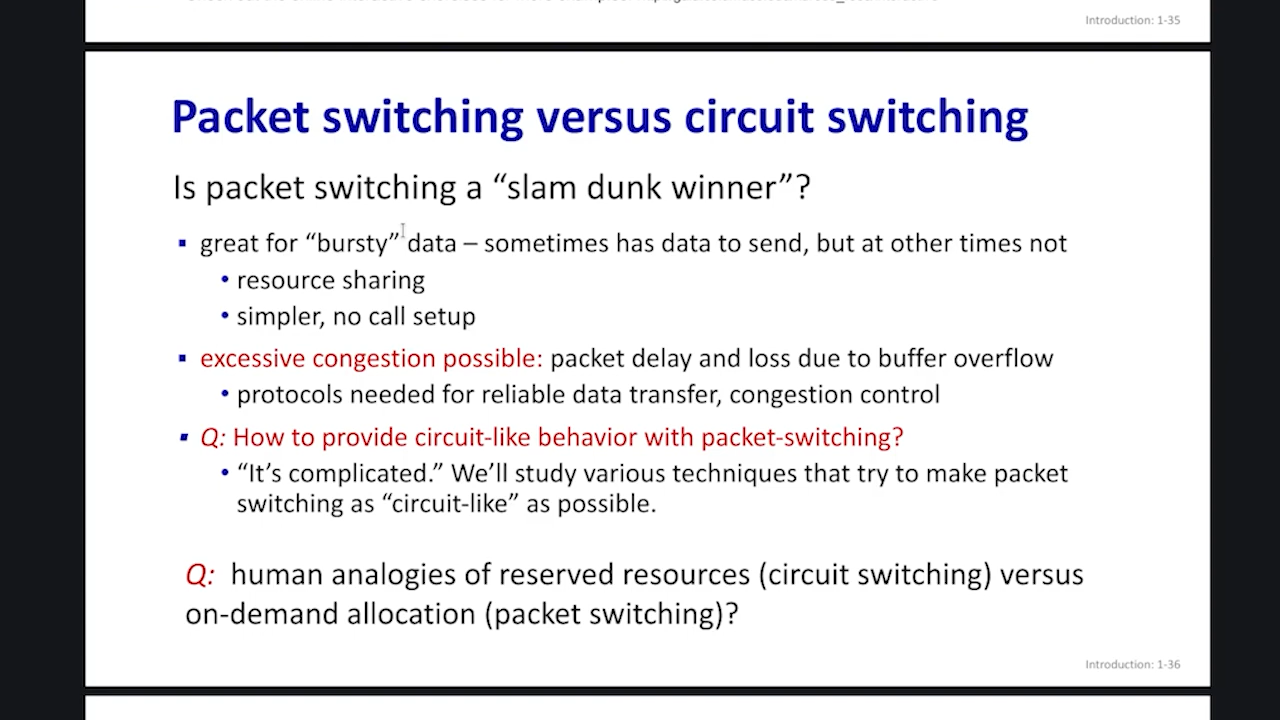 Introduction: 1-35
Packet switching versus circuit switching
Is packet switching a “slam dunk winner”?
▪ great for “bursty” data – sometimes has data to send, but at other times not
• resource sharing
• simpler, no call setup
▪ excessive congestion possible: packet delay and loss due to buffer overflow
• protocols needed for reliable data transfer, congestion control
▪ Q: How to provide circuit-like behavior with packet-switching?
• “It’s complicated.” We’ll study various techniques that try to make packet
switching as “circuit-like” as possible.
Q: human analogies of reserved resources (circuit switching) versus
on-demand allocation (packet switching)?
Introduction: 1-36